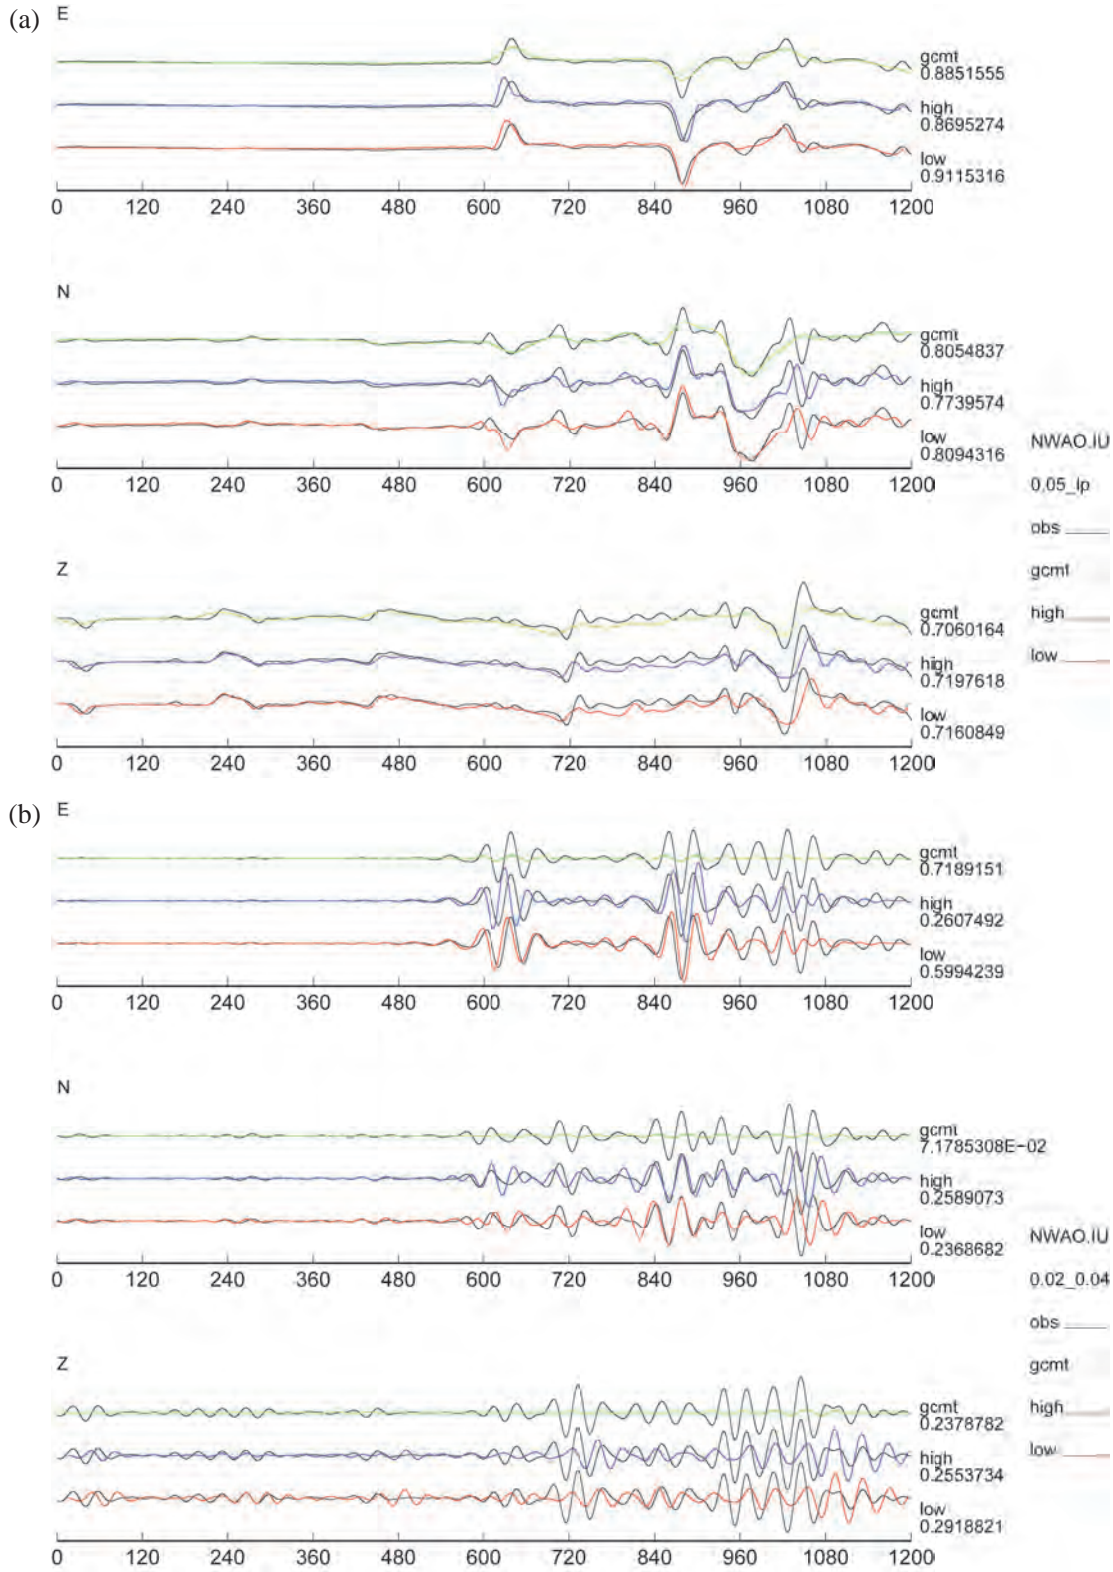 (a)
E
gcmt
0.8851555
high
0.8695274
low
0.9115316
0 120 240 360 480 600 720 840 960 1080 1200
N
gcmt
0.8054837
high
0.7739574
low
0.8094316
0 120 240 360 480 600 720 840 960 1080 1200
NWAO.IU
0.05_lp
obs
gcmt
high
low
Z
gcmt
0.7060164
high
0.7197618
low
0.7160849
0 120 240 360 480 600 720 840 960 1080 1200
(b)
E
gcmt
0.7189151
high
0.2607492
low
0.5994239
0 120 240 360 480 600 720 840 960 1080 1200
N
gcmt
7.1785308E-02
high
0.2589073
low
0.2368682
0 120 240 360 480 600 720 840 960 1080 1200
NWAO.IU
0.02_0.04
obs
gcmt
high
low
Z
gcmt
0.2378782
high
0.2553734
low
0.2918821
0 120 240 360 480 600 720 840 960 1080 1200